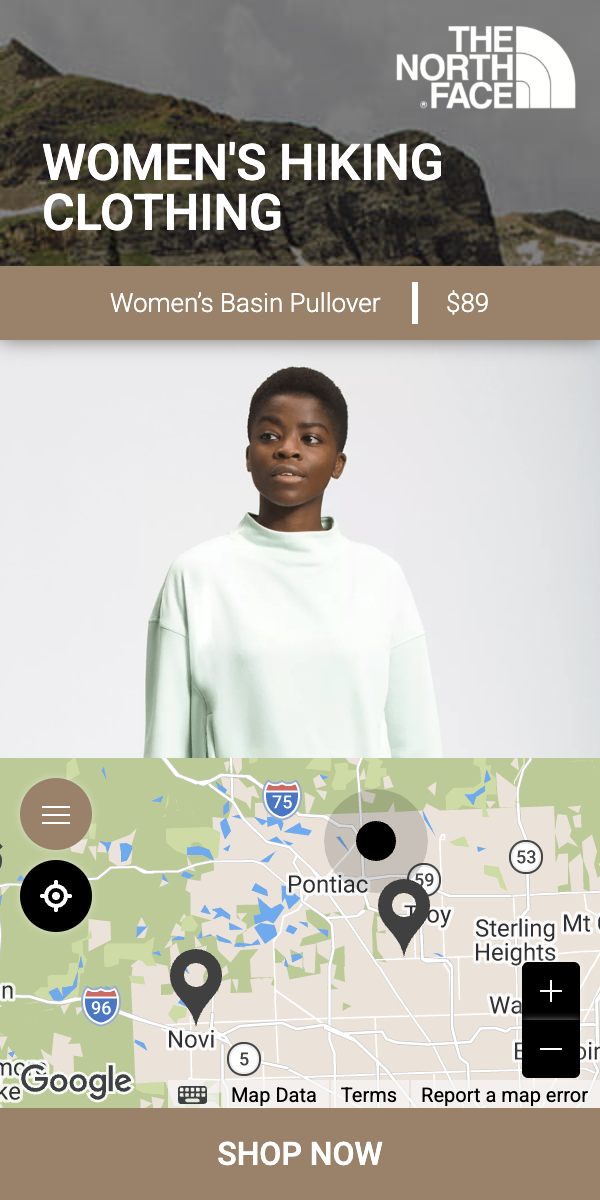 THE
NORTH
FACE
WOMEN'S HIKING
CLOTHING
Women's Basin Pullover
$89
75
53
59
Pontiac
Troy
Sterling
Heights
Mt
96
Novi
5
Google
Map Data
Terms
Report a map error
SHOP NOW